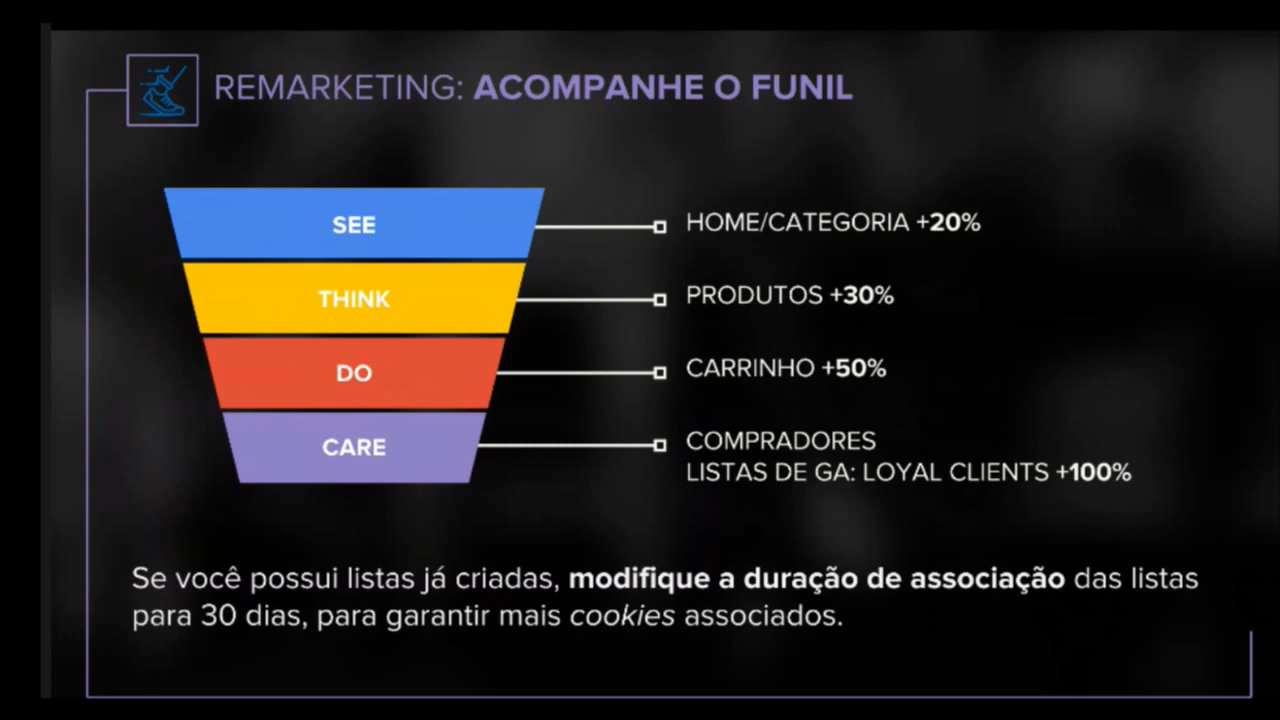 REMARKETING: ACOMPANHE O FUNIL
SEE
HOME/CATEGORIA +20%
THINK
PRODUTOS +30%
DO
CARRINHO +50%
CARE
COMPRADORES
LISTAS DE GA: LOYAL CLIENTS +100%
Se você possui listas já criadas, modifique a duração de associação das listas
para 30 dias, para garantir mais cookies associados.